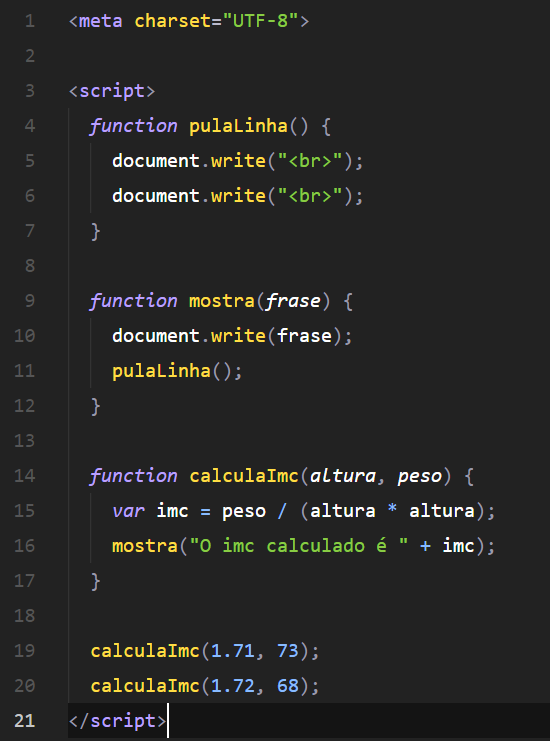 1 <meta charset="UTF-8">
2
3 <script>
4   function pulaLinha() {
5     document.write("<br>");
6     document.write("<br>");
7   }
8
9   function mostra(frase) {
10     document.write(frase);
11     pulaLinha();
12   }
13
14   function calculaImc(altura, peso) {
15     var imc = peso / (altura * altura);
16     mostra("O imc calculado é " + imc);
17   }
18
19   calculaImc(1.71, 73);
20   calculaImc(1.72, 68);
21 </script>